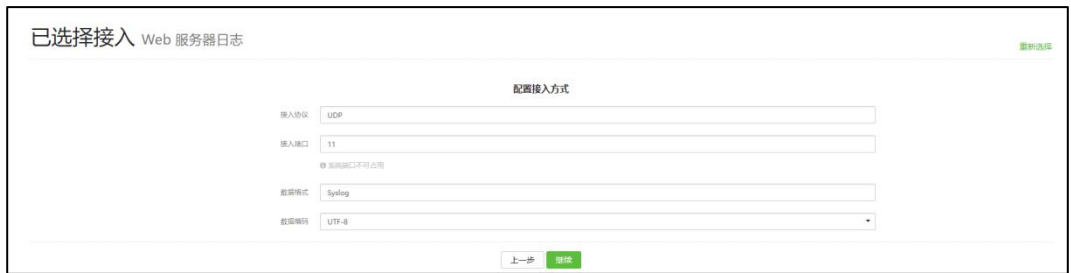 已选择接入 Web 服务器日志
重新选择
配置接入方式
接入协议 UDP
接入端口 11
端口不可占用
数据格式 Syslog
数据编码 UTF-8
上一步 继续